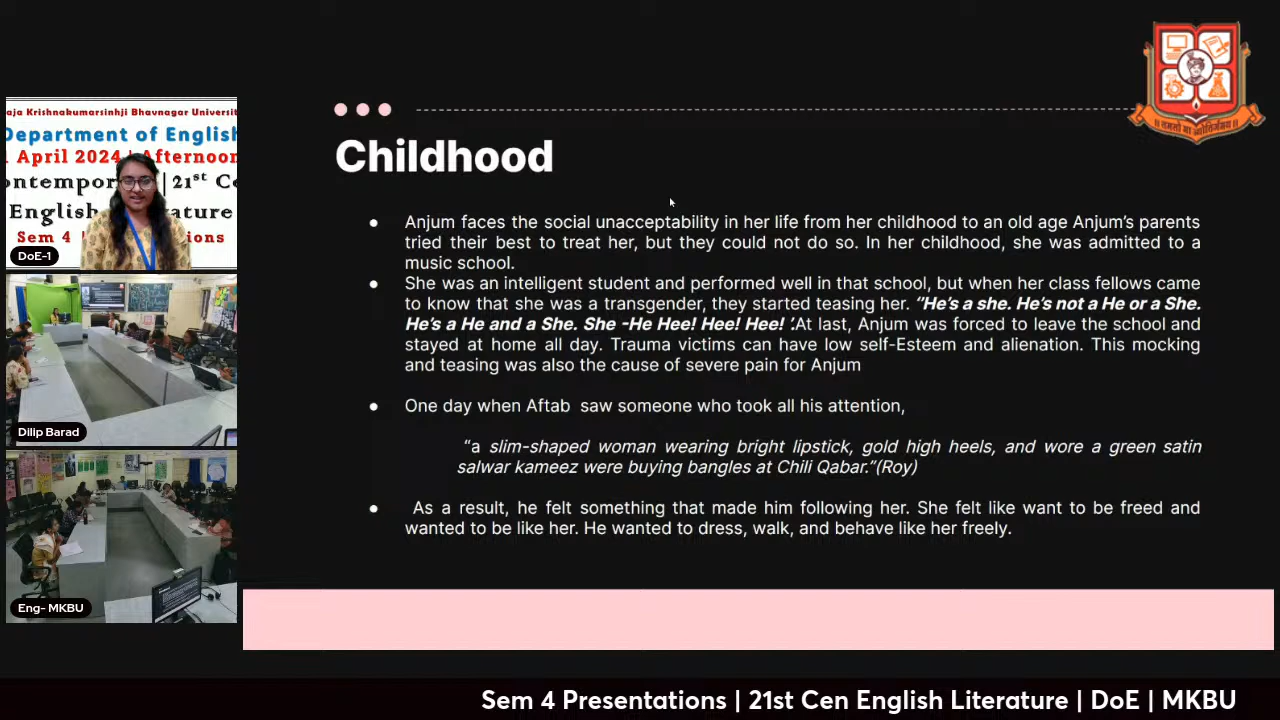 aja Krishnakumarsinhji Bhavnagar Universit
Department of English
April 2024 | Afternoon
ontempor | 21st Ce
English ature
Sem 4 | ions
DoE-1
Dilip Barad
Eng- MKBU
Childhood
● Anjum faces the social unacceptability in her life from her childhood to an old age Anjum’s parents
tried their best to treat her, but they could not do so. In her childhood, she was admitted to a
music school.
● She was an intelligent student and performed well in that school, but when her class fellows came
to know that she was a transgender, they started teasing her. “He’s a she. He’s not a He or a She.
He’s a He and a She. She -He Hee! Hee! Hee! ‘.At last, Anjum was forced to leave the school and
stayed at home all day. Trauma victims can have low self-Esteem and alienation. This mocking
and teasing was also the cause of severe pain for Anjum
● One day when Aftab saw someone who took all his attention,
“a slim-shaped woman wearing bright lipstick, gold high heels, and wore a green satin
salwar kameez were buying bangles at Chili Qabar.”(Roy)
● As a result, he felt something that made him following her. She felt like want to be freed and
wanted to be like her. He wanted to dress, walk, and behave like her freely.
Sem 4 Presentations | 21st Cen English Literature | DoE | MKBU